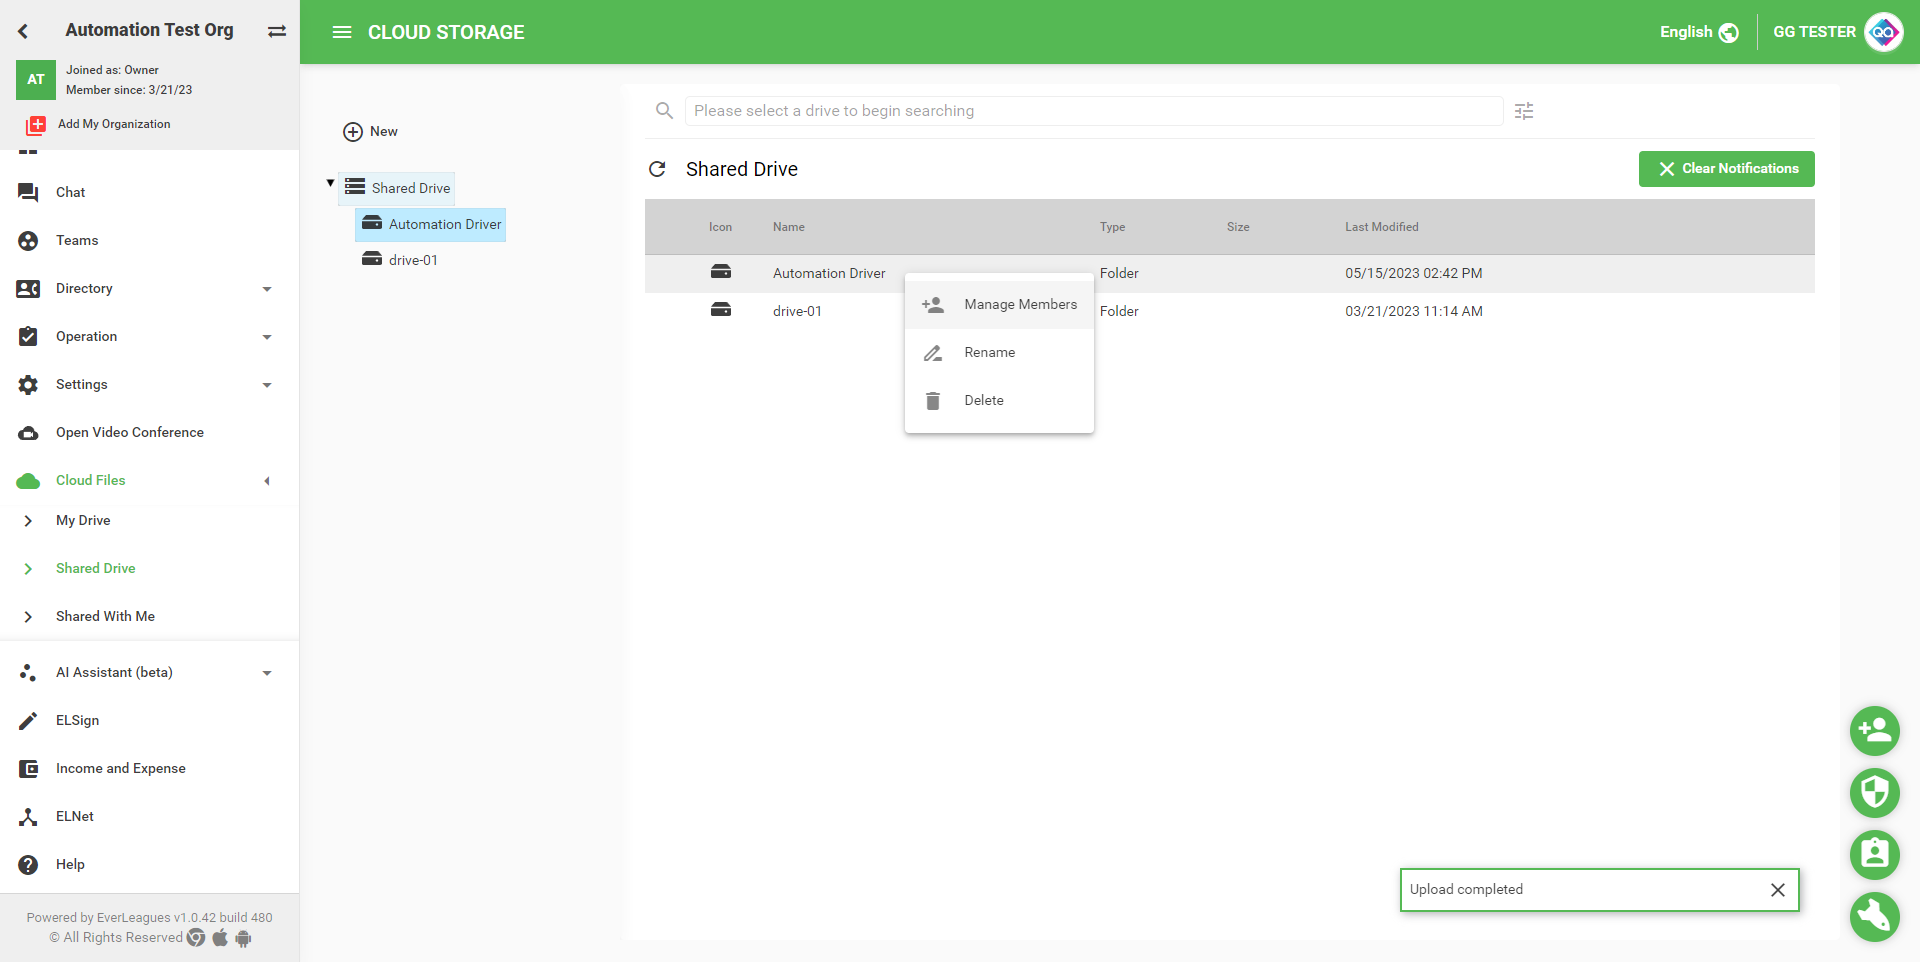 Automation Test Org
AT
Joined as: Owner
Member since: 3/21/23
Add My Organization
Chat
Teams
Directory
Operation
Settings
Open Video Conference
Cloud Files
My Drive
Shared Drive
Shared With Me
AI Assistant (beta)
ELSign
Income and Expense
ELNet
Help
Powered by EverLeagues v1.0.42 build 480
© All Rights Reserved
CLOUD STORAGE
English
GG TESTER
QA
New
Shared Drive
Automation Driver
drive-01
Please select a drive to begin searching
Shared Drive
Clear Notifications
Icon Name Type Size Last Modified
Automation Driver Folder 05/15/2023 02:42 PM
drive-01 Folder 03/21/2023 11:14 AM
Manage Members
Rename
Delete
Upload completed